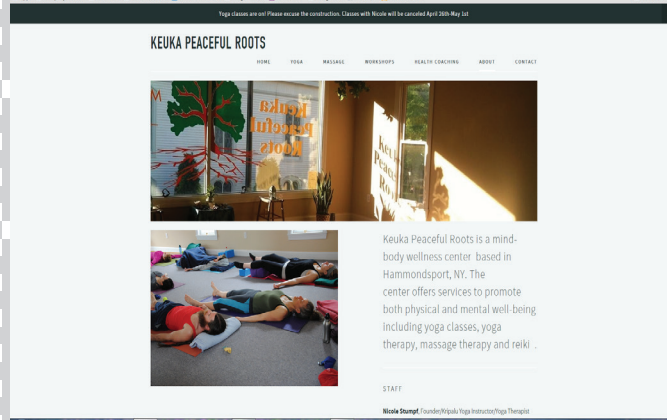 Yoga classes are on! Please excuse the construction. Classes with Nicole will be canceled April 26th-May 1st
KEUKA PEACEFUL ROOTS
HOME YOGA MASSAGE WORKSHOPS HEALTH COACHING ABOUT CONTACT
Keuka
Peaceful
Roots
Keuka Peaceful Roots is a mind-
body wellness center based in
Hammondsport, NY. The
center offers services to promote
both physical and mental well-being
including yoga classes, yoga
therapy, massage therapy and reiki .
STAFF
Nicole Stumpf, Founder/Kripalu Yoga Instructor/Yoga Therapist